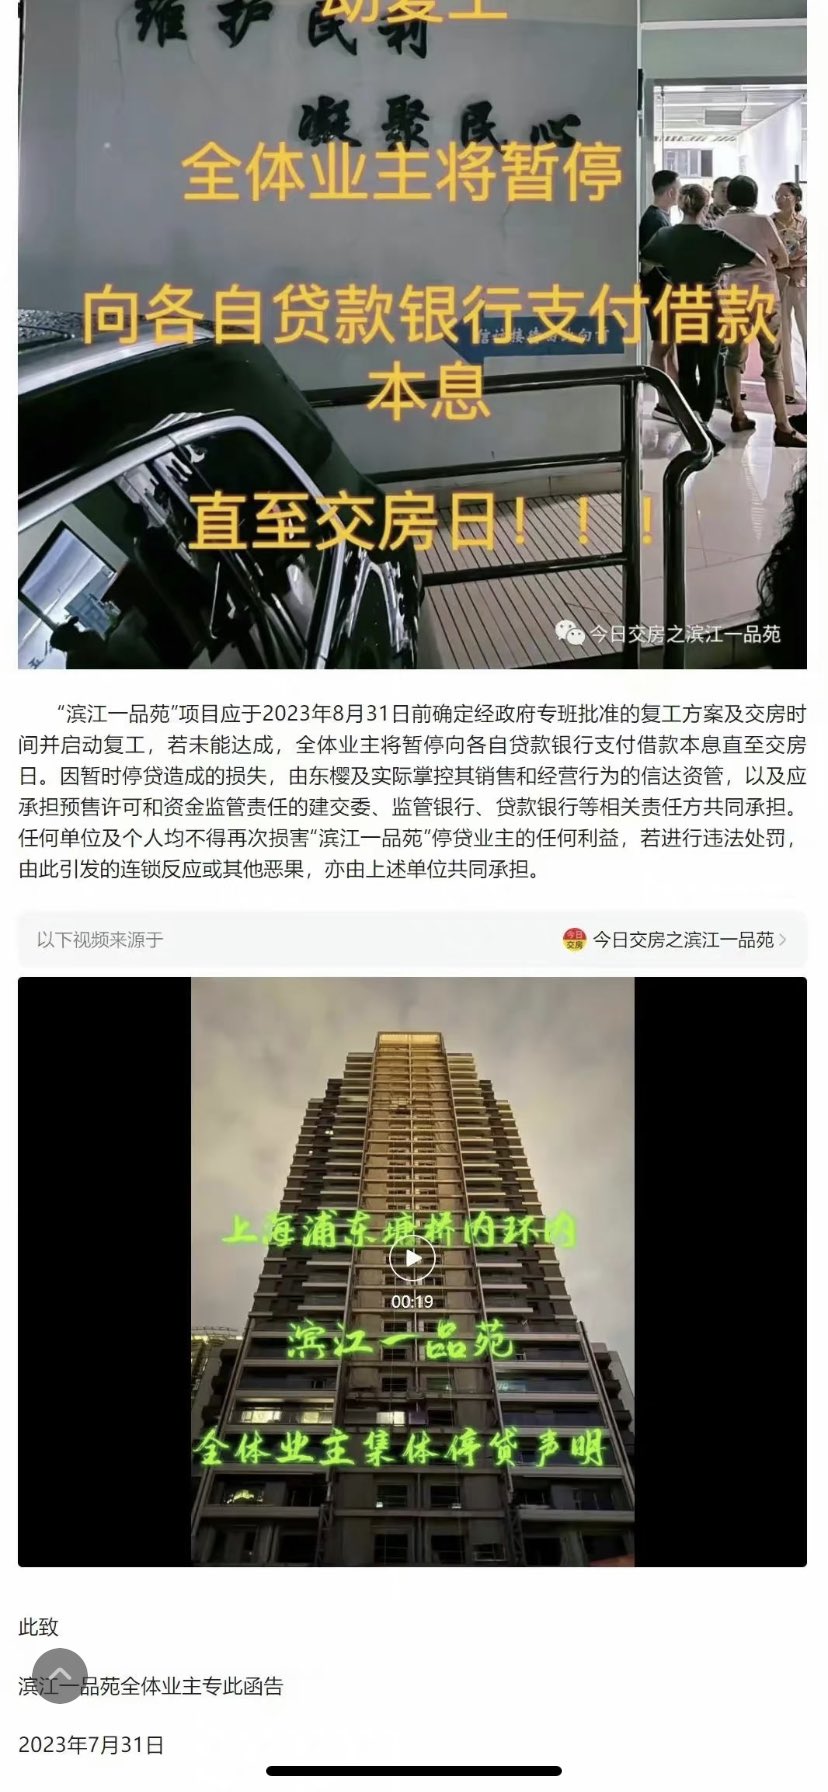 维护民利
动复工
凝聚民心
全体业主将暂停
向各自贷款银行支付借款
本息
直至交房日！！！
今日交房之滨江一品苑
“滨江一品苑”项目应于2023年8月31日前确定经政府专班批准的复工方案及交房时
间并启动复工，若未能达成，全体业主将暂停向各自贷款银行支付借款本息直至交房
日。因暂时停贷造成的损失，由东樱及实际掌控其销售和经营行为的信达资管，以及应
承担预售许可和资金监管责任的建交委、监管银行、贷款银行等相关责任方共同承担。
任何单位及个人均不得再次损害“滨江一品苑”停贷业主的任何利益，若进行违法处罚，
由此引发的连锁反应或其他恶果，亦由上述单位共同承担。
以下视频来源于
今日交房
今日交房之滨江一品苑
上海浦东塘桥内环内
00:19
滨江一品苑
全体业主集体停贷声明
此致
滨江一品苑全体业主专此函告
2023年7月31日